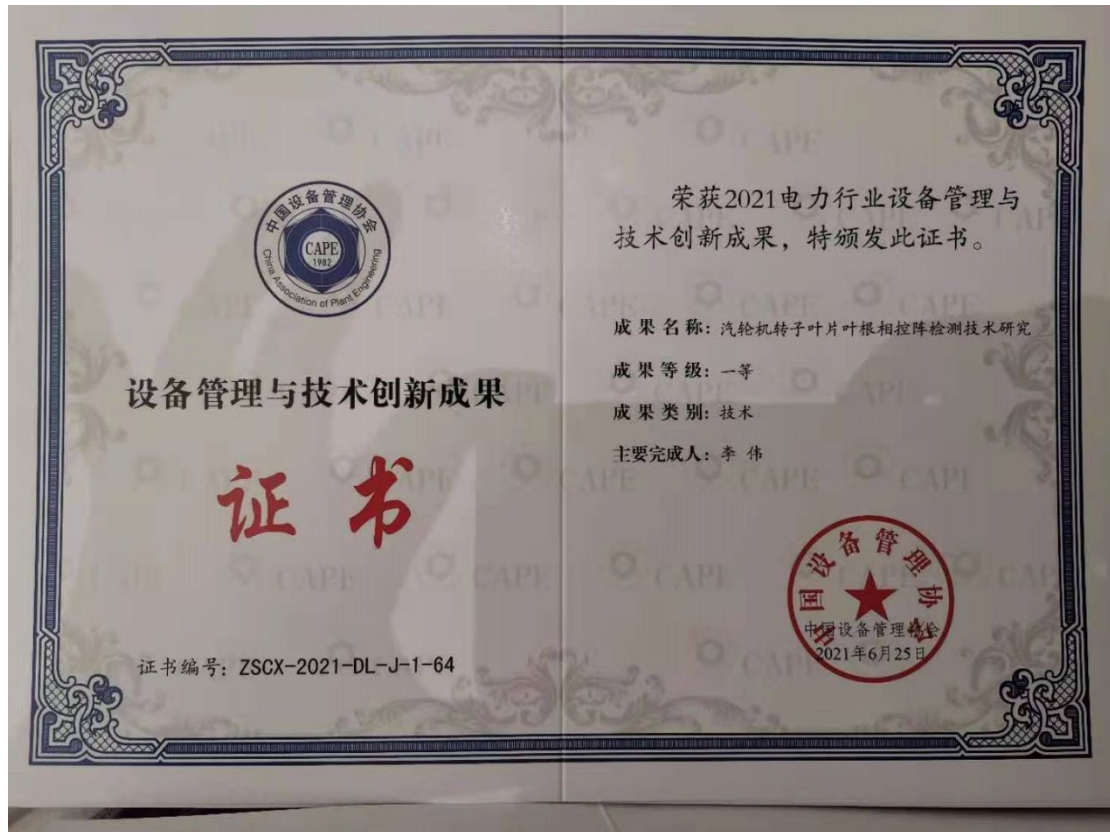 中国设备管理协会
CAPE
1982
China Association of Plant Engineering
设备管理与技术创新成果
证书
证书编号：ZSCX-2021-DL-J-1-64
荣获2021电力行业设备管理与
技术创新成果，特颁发此证书。
成果名称：汽轮机转子叶片叶根相控阵检测技术研究
成果等级：一等
成果类别：技术
主要完成人：李 伟
中国设备管理协会
中国设备管理协会
2021年6月25日